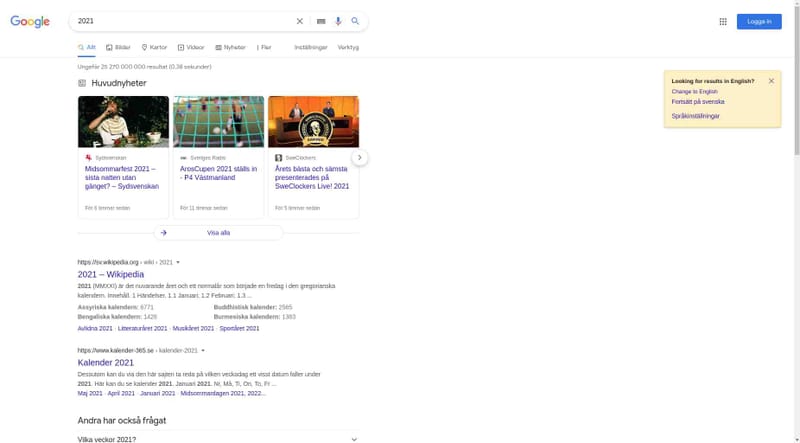 Google
2021
Logga in
Allt
Bilder
Kartor
Videor
Nyheter
Fler
Inställningar
Verktyg
Ungefär 25 270 000 000 resultat (0,38 sekunder)
Huvudnyheter
Looking for results in English?
Change to English
Fortsätt på svenska
Språkinställningar
Sydsvenskan
Midsommarfest 2021 –
sista natten utan
gänget? – Sydsvenskan
För 6 timmar sedan
Sveriges Radio
ArosCupen 2021 ställs in
- P4 Västmanland
För 11 timmar sedan
SweClockers
Årets bästa och sämsta
presenterades på
SweClockers Live! 2021
För 5 timmar sedan
Visa alla
https://sv.wikipedia.org › wiki › 2021
2021 – Wikipedia
2021 (MMXXI) är det nuvarande året och ett normalår som började en fredag i den gregorianska
kalendern. Innehåll. 1 Händelser. 1.1 Januari; 1.2 Februari; 1.3 ...
Assyriska kalendern: 6771
Buddhistisk kalender: 2565
Bengaliska kalendern: 1428
Burmesiska kalendern: 1383
Avlidna 2021 · Litteraturåret 2021 · Musikåret 2021 · Sportåret 2021
https://www.kalender-365.se › kalender-2021
Kalender 2021
Dessutom kan du via den här sajten ta reda på vilken veckodag ett visst datum faller under
2021. Här kan du se kalender 2021. Januari 2021. Nr, Må, Ti, On, To, Fr ...
Maj 2021 · April 2021 · Januari 2021 · Midsommardagen 2021, 2022...
Andra har också frågat
Vilka veckor 2021?